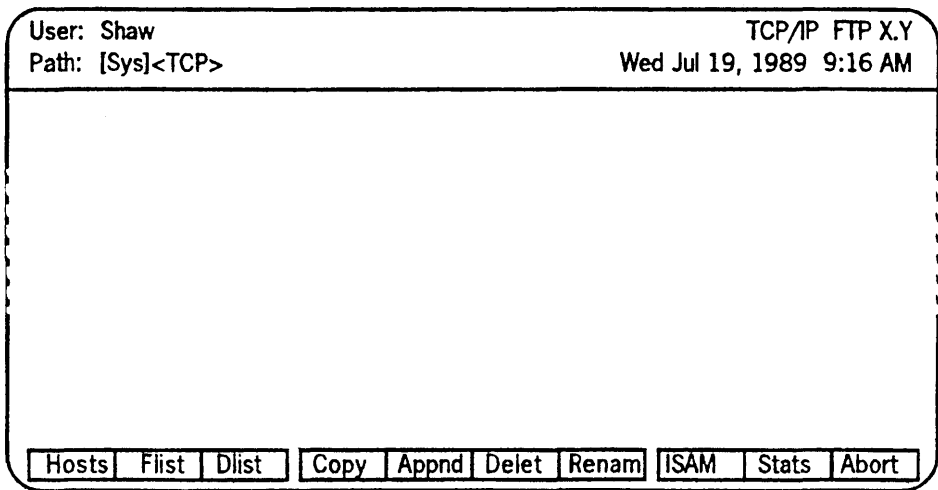 User: Shaw TCP/IP FTP X.Y
Path: [Sys]<TCP> Wed Jul 19, 1989 9:16 AM
Hosts Flist Dlist Copy Appnd Delet Renam ISAM Stats Abort